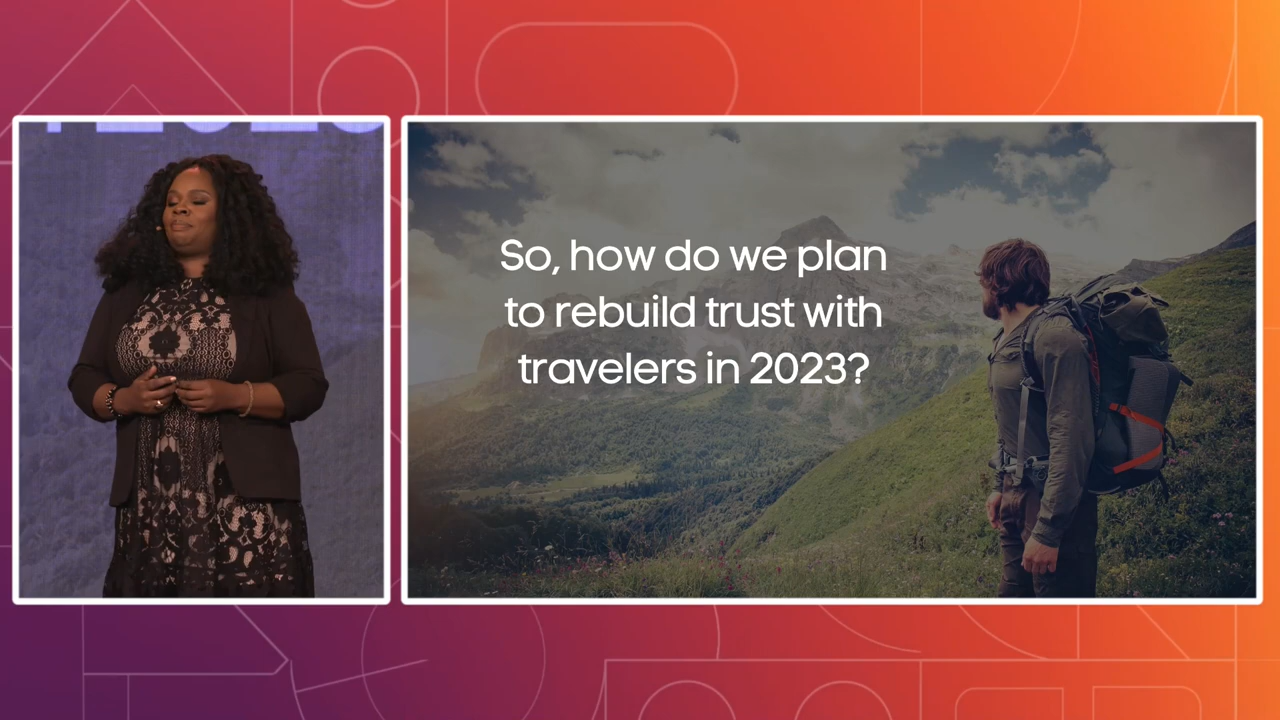 So, how do we plan
to rebuild trust with
travelers in 2023?